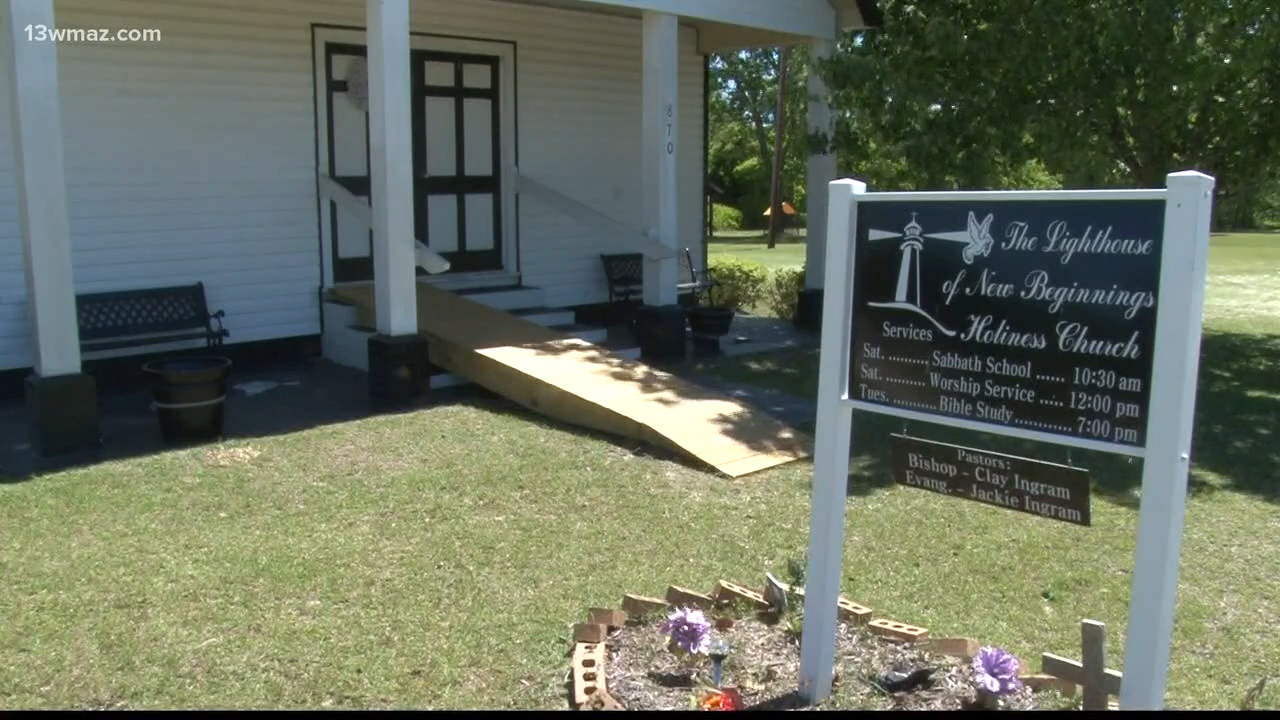 13wmaz.com
870
The Lighthouse
of New Beginnings
Holiness Church
Services
Sat. .......... Sabbath School ...... 10:30 am
Sat. .......... Worship Service ..... 12:00 pm
Tues. .......... Bible Study ............ 7:00 pm
Pastors:
Bishop - Clay Ingram
Evang. - Jackie Ingram